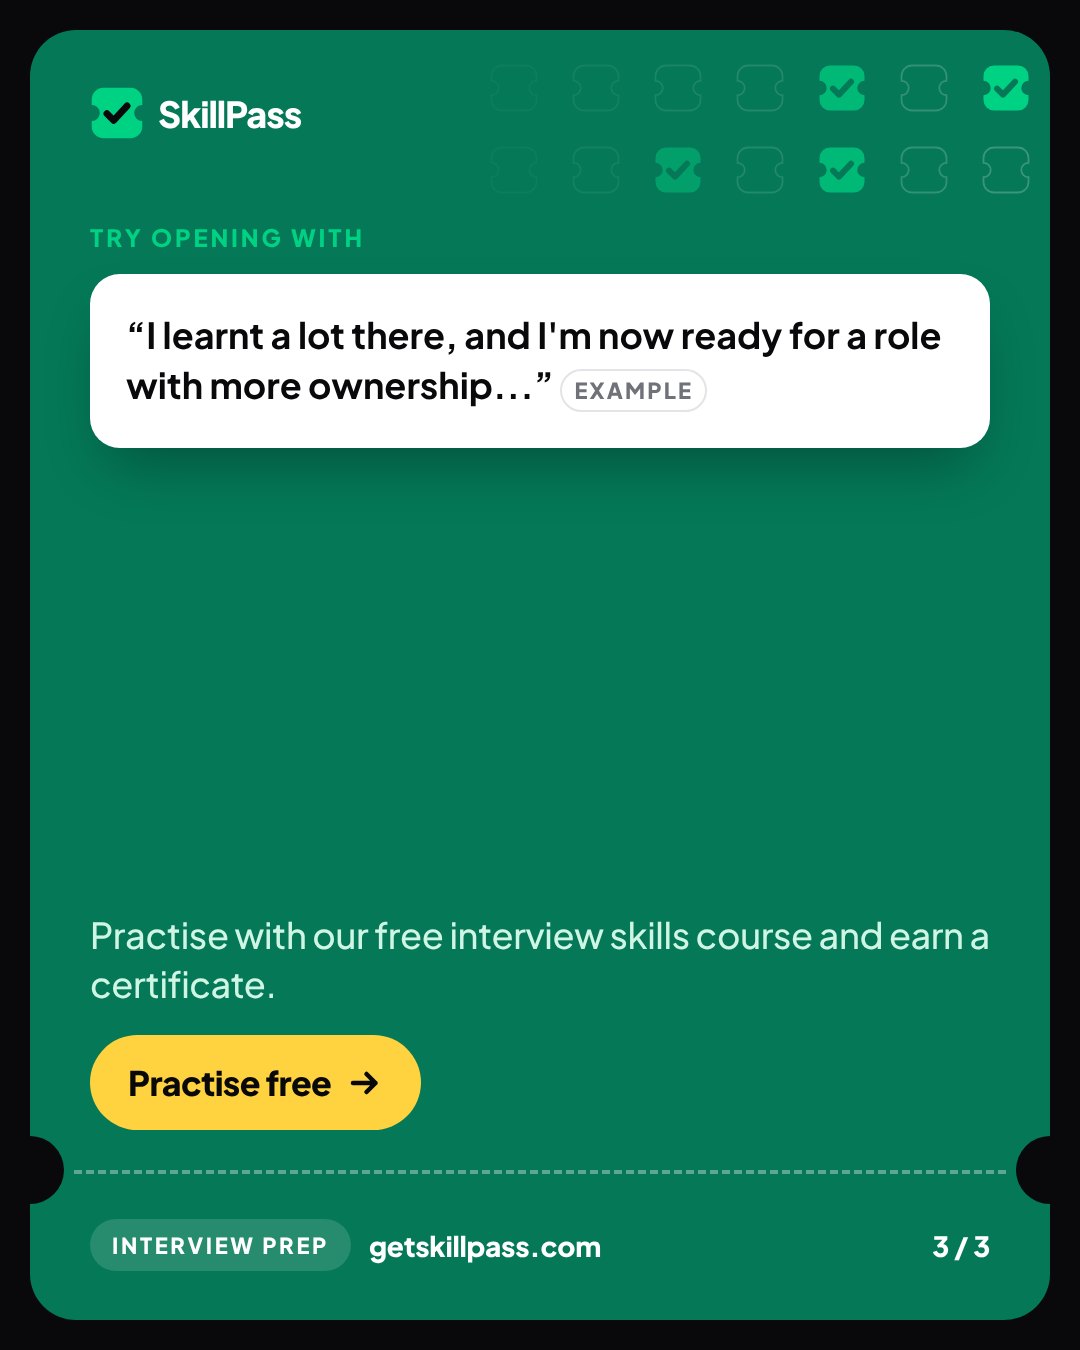 SkillPass
TRY OPENING WITH
“I learnt a lot there, and I'm now ready for a role
with more ownership...” EXAMPLE
Practise with our free interview skills course and earn a
certificate.
Practise free →
INTERVIEW PREP getskillpass.com 3 / 3